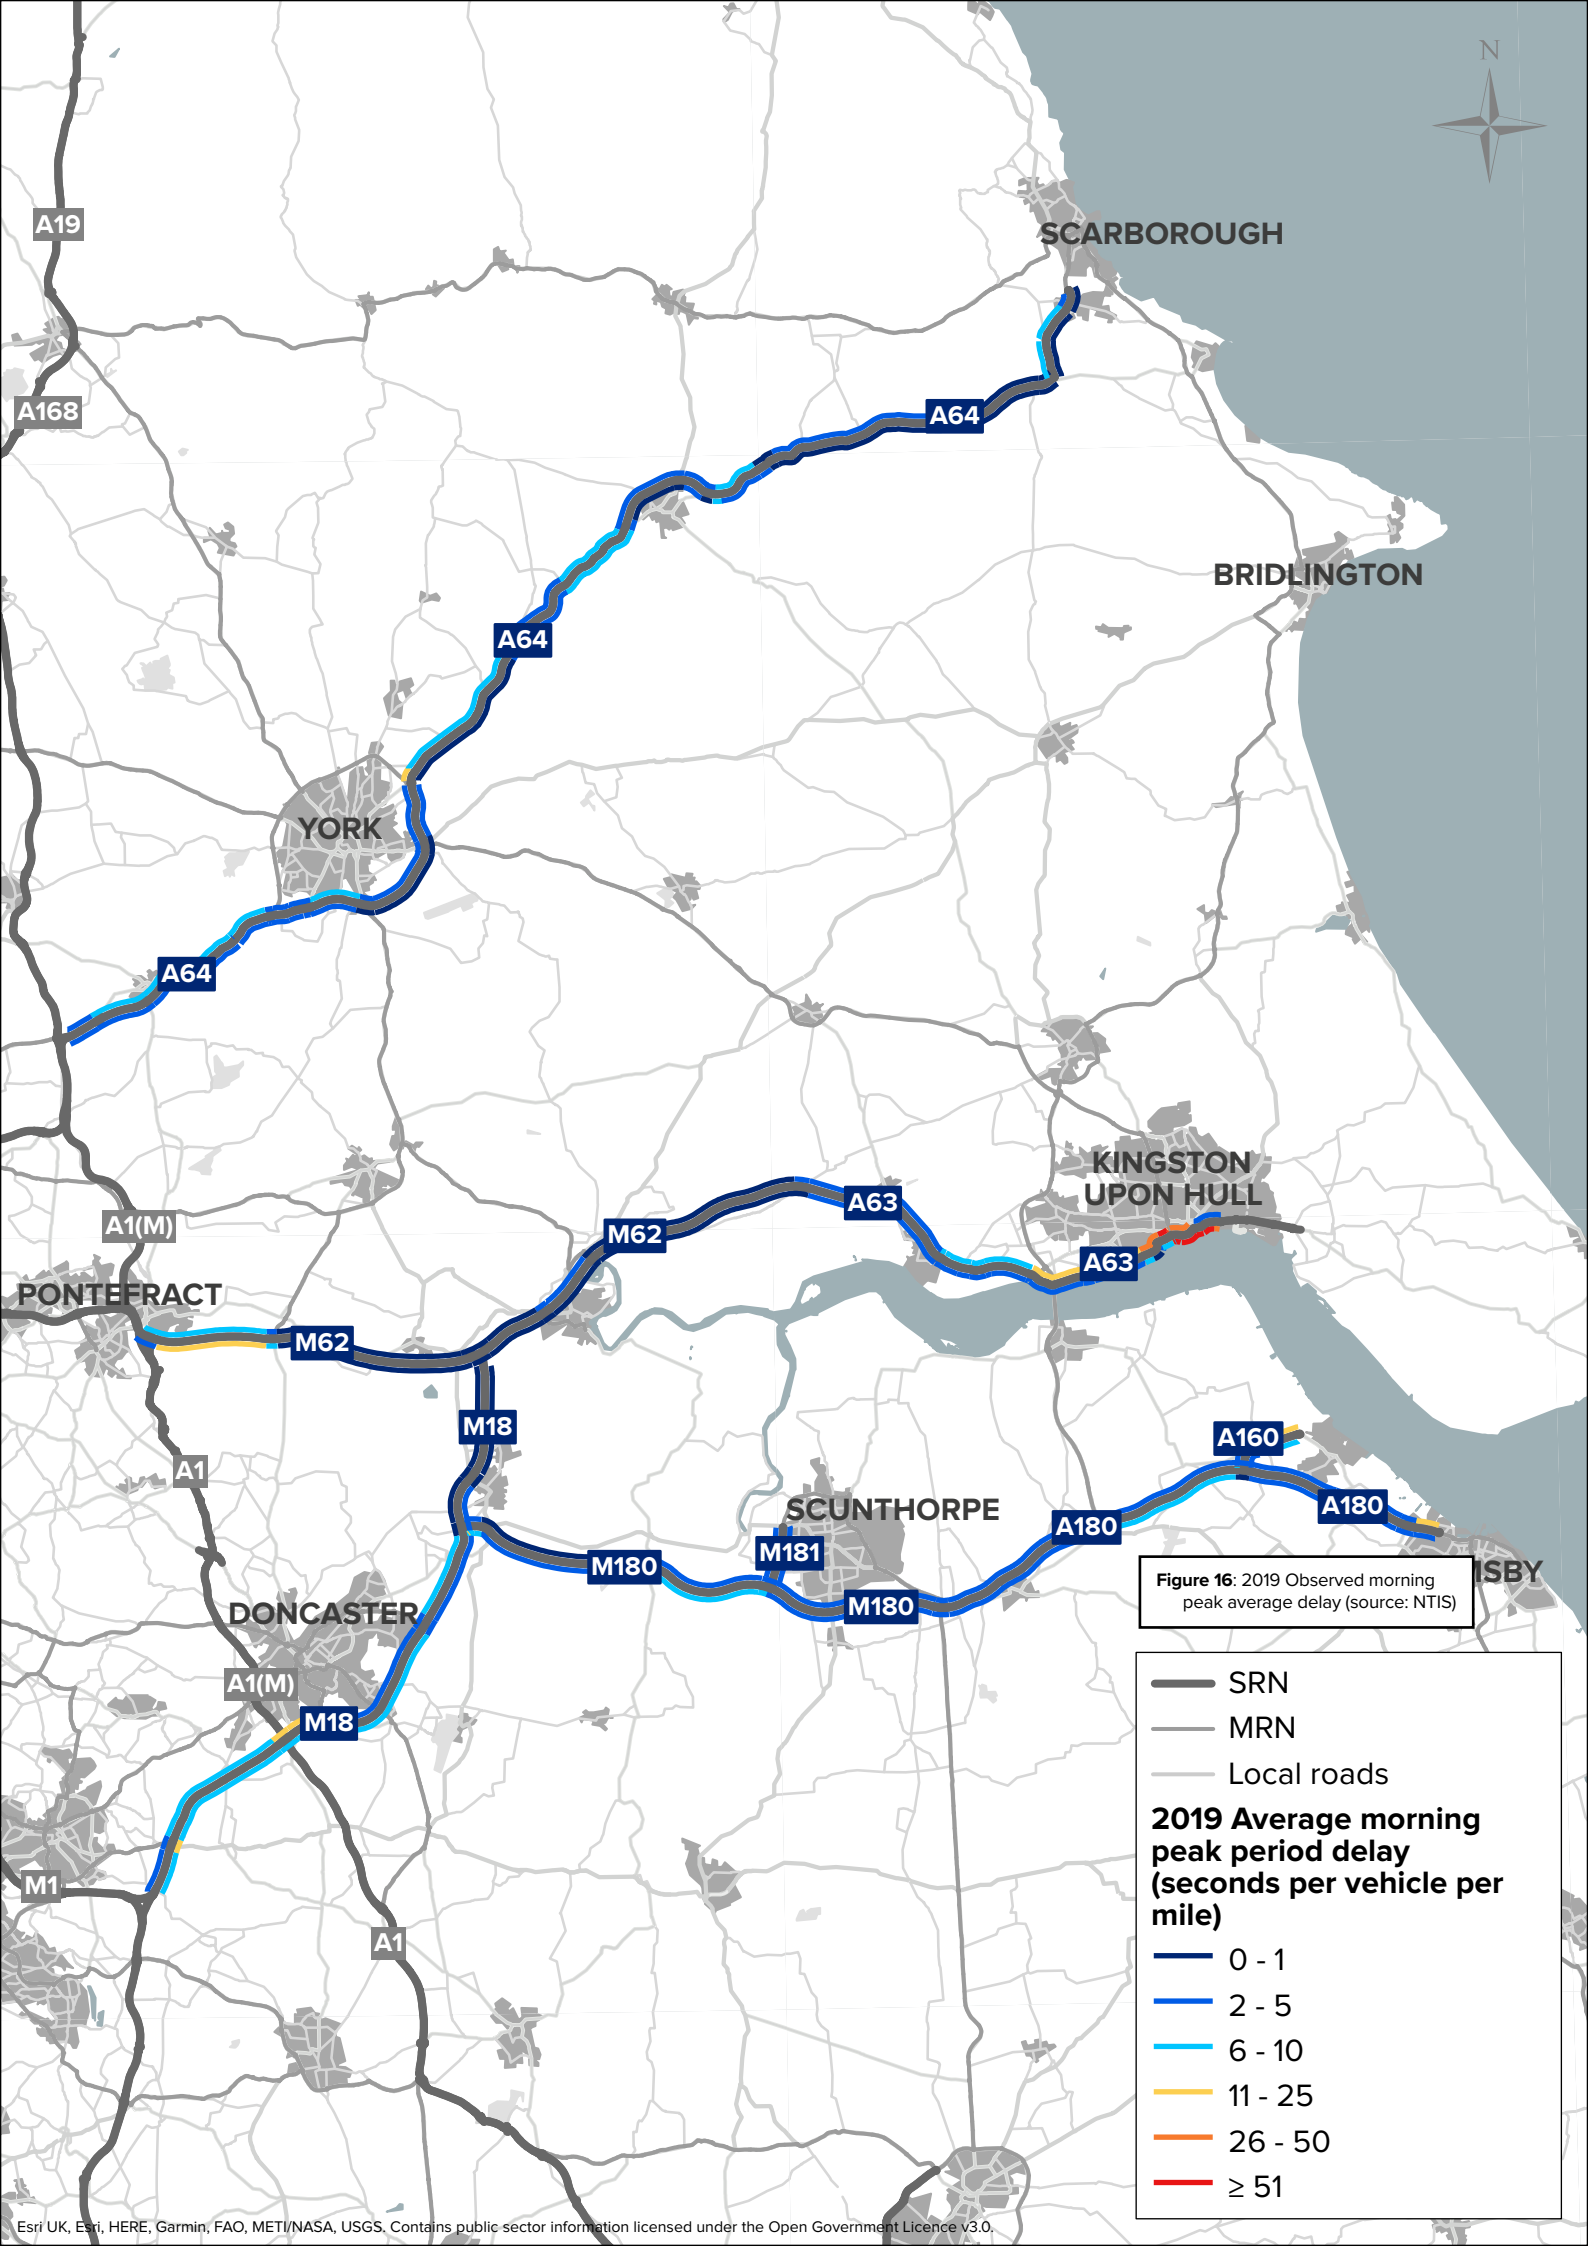 N
A19
SCARBOROUGH
A168
A64
BRIDLINGTON
A64
YORK
A64
KINGSTON
UPON HULL
A63
A1(M)
M62
A63
PONTEFRACT
M62
M18
A160
A1
SCUNTHORPE
A180
A180
M181
M180
ISBY
Figure 16: 2019 Observed morning
peak average delay (source: NTIS)
M180
DONCASTER
A1(M)
M18
SRN
MRN
Local roads
2019 Average morning
peak period delay
(seconds per vehicle per
mile)
M1
A1
0 - 1
2 - 5
6 - 10
11 - 25
26 - 50
≥ 51
Esri UK, Esri, HERE, Garmin, FAO, METI/NASA, USGS. Contains public sector information licensed under the Open Government Licence v3.0.